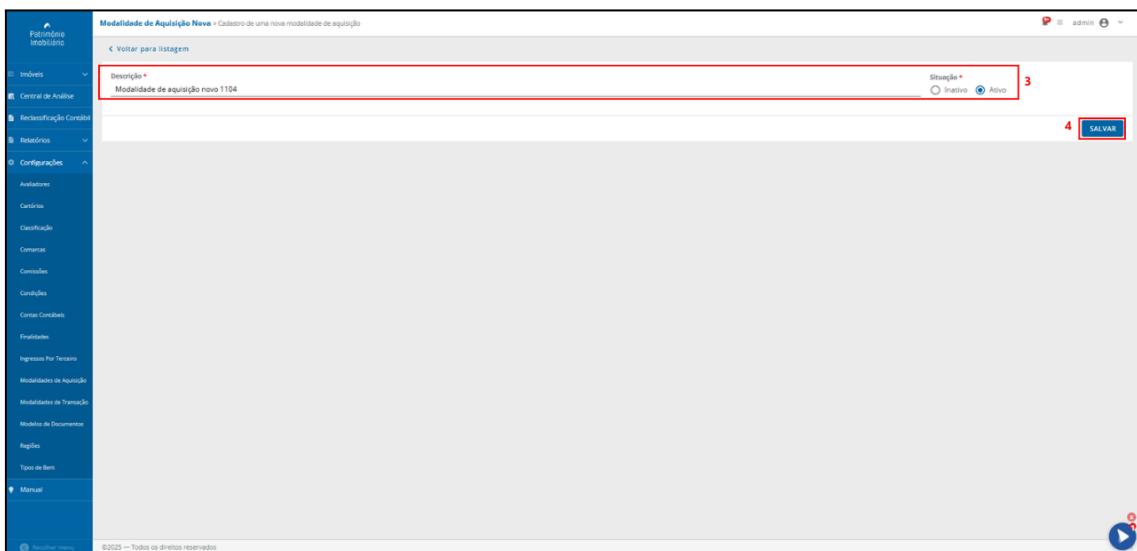 Patrimônio
Imobiliário
Modalidade de Aquisição Nova > Cadastro de uma nova modalidade de aquisição
admin
Voltar para listagem
Imóveis
Central de Análise
Reclassificação Contábil
Relatórios
Configurações
Avaliadores
Cartórios
Classificação
Comarcas
Comissões
Condições
Contas Contábeis
Finalidades
Ingressos Por Terceiro
Modalidades de Aquisição
Modalidades de Transação
Modelos de Documentos
Regiões
Tipos de Bem
Manual
Recolher menu
Descrição *
Modalidade de aquisição novo 1104
Situação *
Inativo Ativo
3
4
SALVAR
©2025 — Todos os direitos reservados